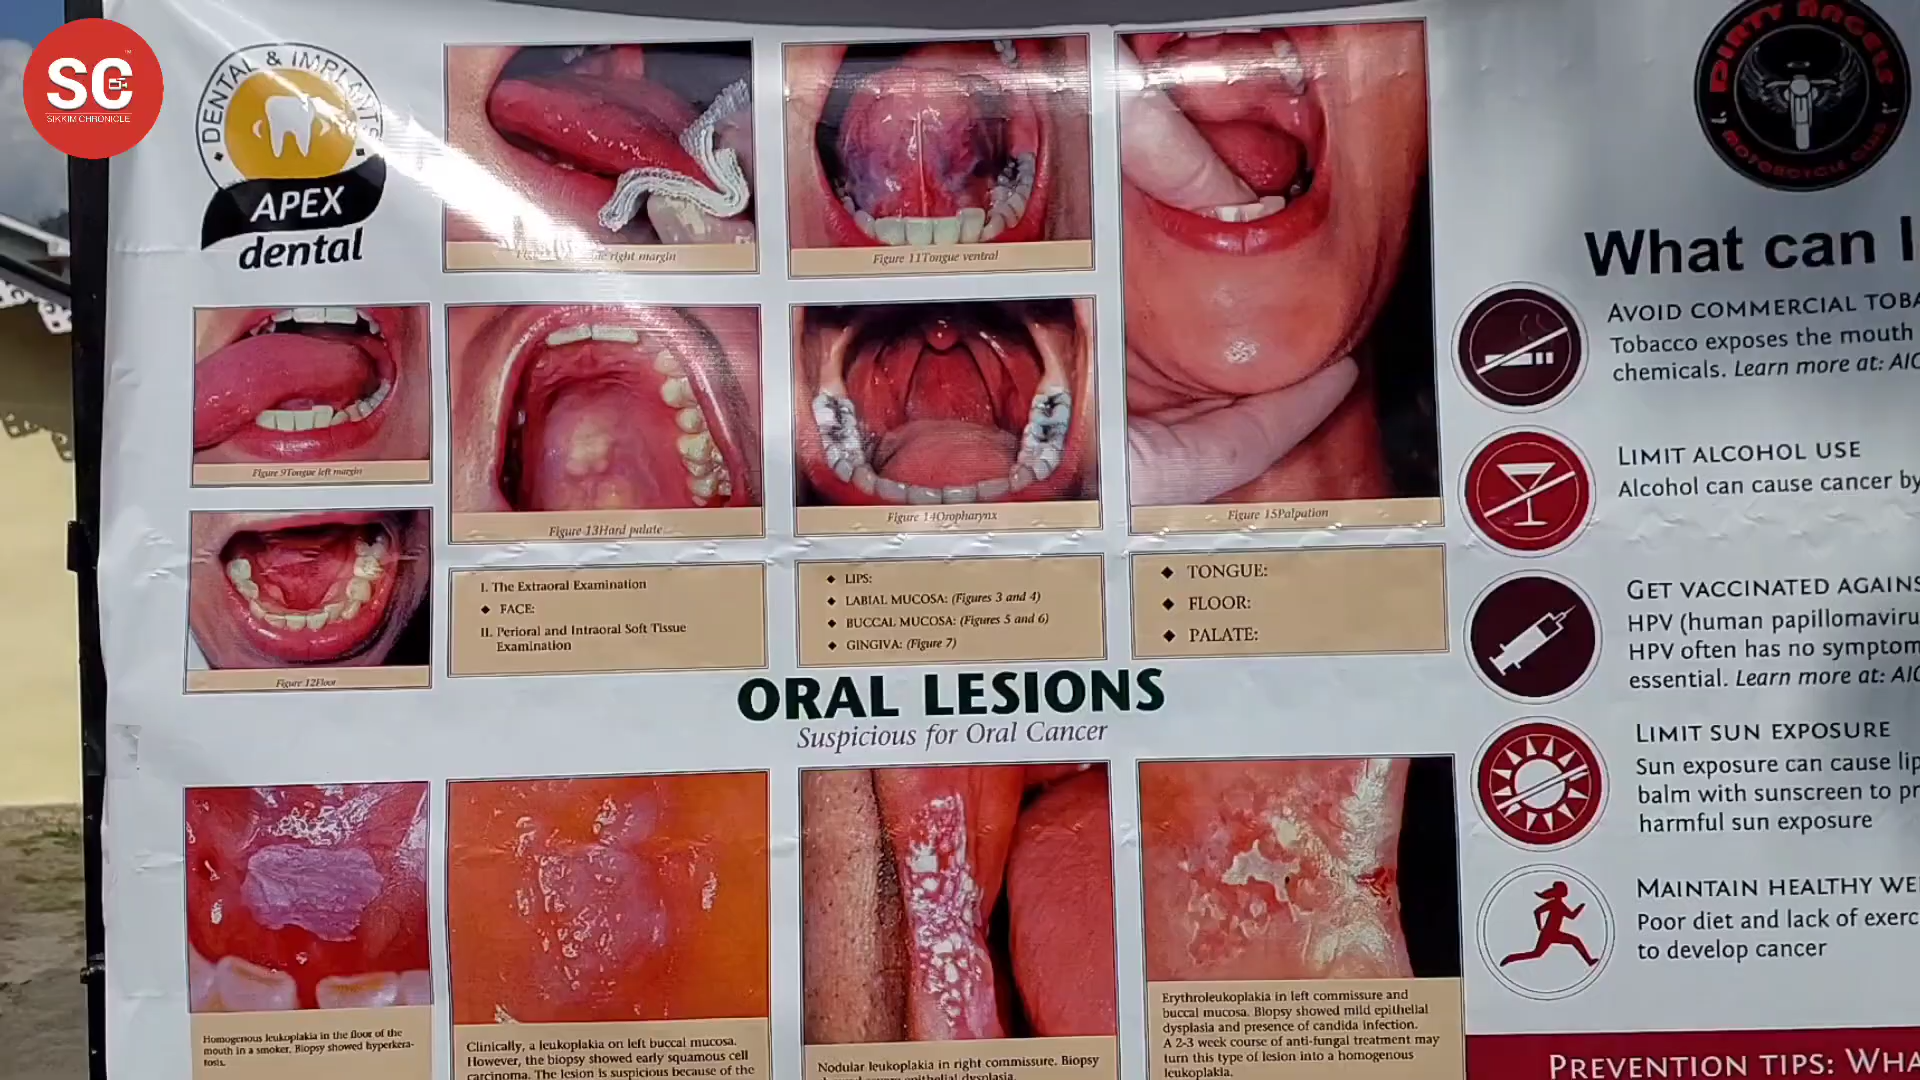 SC
SIKKIM CHRONICLE
DENTAL & IMPLANTS
APEX
dental
right margin
Figure 11Tongue ventral
Figure 9Tongue left margin
Figure 13Hard palate
Figure 14Oropharynx
Figure 15Palpation
Figure 12Floor
I. The Extraoral Examination
◆ FACE:
II. Perioral and Intraoral Soft Tissue
Examination
◆ LIPS:
◆ LABIAL MUCOSA: (Figures 3 and 4)
◆ BUCCAL MUCOSA: (Figures 5 and 6)
◆ GINGIVA: (Figure 7)
◆ TONGUE:
◆ FLOOR:
◆ PALATE:
ORAL LESIONS
Suspicious for Oral Cancer
Homogenous leukoplakia in the floor of the
mouth in a smoker. Biopsy showed hyperkera-
tosis.
Clinically, a leukoplakia on left buccal mucosa.
However, the biopsy showed early squamous cell
carcinoma. The lesion is suspicious because of the
Nodular leukoplakia in right commissure. Biopsy
epithelial dysplasia.
Erythroleukoplakia in left commissure and
buccal mucosa. Biopsy showed mild epithelial
dysplasia and presence of candida infection.
A 2-3 week course of anti-fungal treatment may
turn this type of lesion into a homogenous
leukoplakia.
DIRTY ANGELS
MOTORCYCLE CLUB
What can I
AVOID COMMERCIAL TOBA
Tobacco exposes the mouth
chemicals. Learn more at: AIC
LIMIT ALCOHOL USE
Alcohol can cause cancer by
GET VACCINATED AGAINS
HPV (human papillomaviru
HPV often has no symptom
essential. Learn more at: AIC
LIMIT SUN EXPOSURE
Sun exposure can cause lip
balm with sunscreen to pr
harmful sun exposure
MAINTAIN HEALTHY WE
Poor diet and lack of exerc
to develop cancer
PREVENTION TIPS: WHA